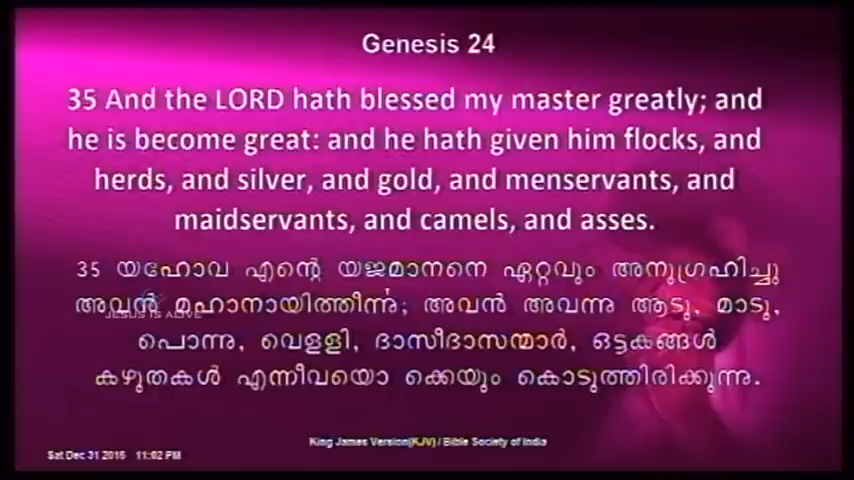 Genesis 24
35 And the LORD hath blessed my master greatly; and
he is become great: and he hath given him flocks, and
herds, and silver, and gold, and menservants, and
maidservants, and camels, and asses.
35 യഹോവ എന്റെ യജമാനനെ ഏറ്റവും അനുഗ്രഹിച്ചു
അവൻ മഹാനായിത്തീർന്നു; അവൻ അവന്നു ആടു, മാടു,
പൊന്നു, വെള്ളി, ദാസീദാസന്മാർ, ഒട്ടകങ്ങൾ
കഴുതകൾ എന്നീവയൊ ക്കെയും കൊടുത്തിരിക്കുന്നു.
JESUS IS ALIVE
King James Version(KJV) / Bible Society of India
Sat Dec 31 2016 11:02 PM